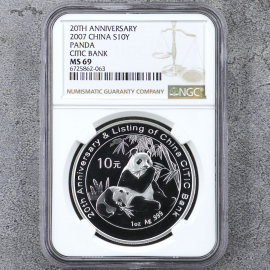 20TH ANNIVERSARY
2007 CHINA S10Y
PANDA
CITIC BANK
MS 69
6725862-063
NUMISMATIC GUARANTY COMPANY
NGC
20th Anniversary & Listing of China CITIC Bank
10元
1oz Ag .999